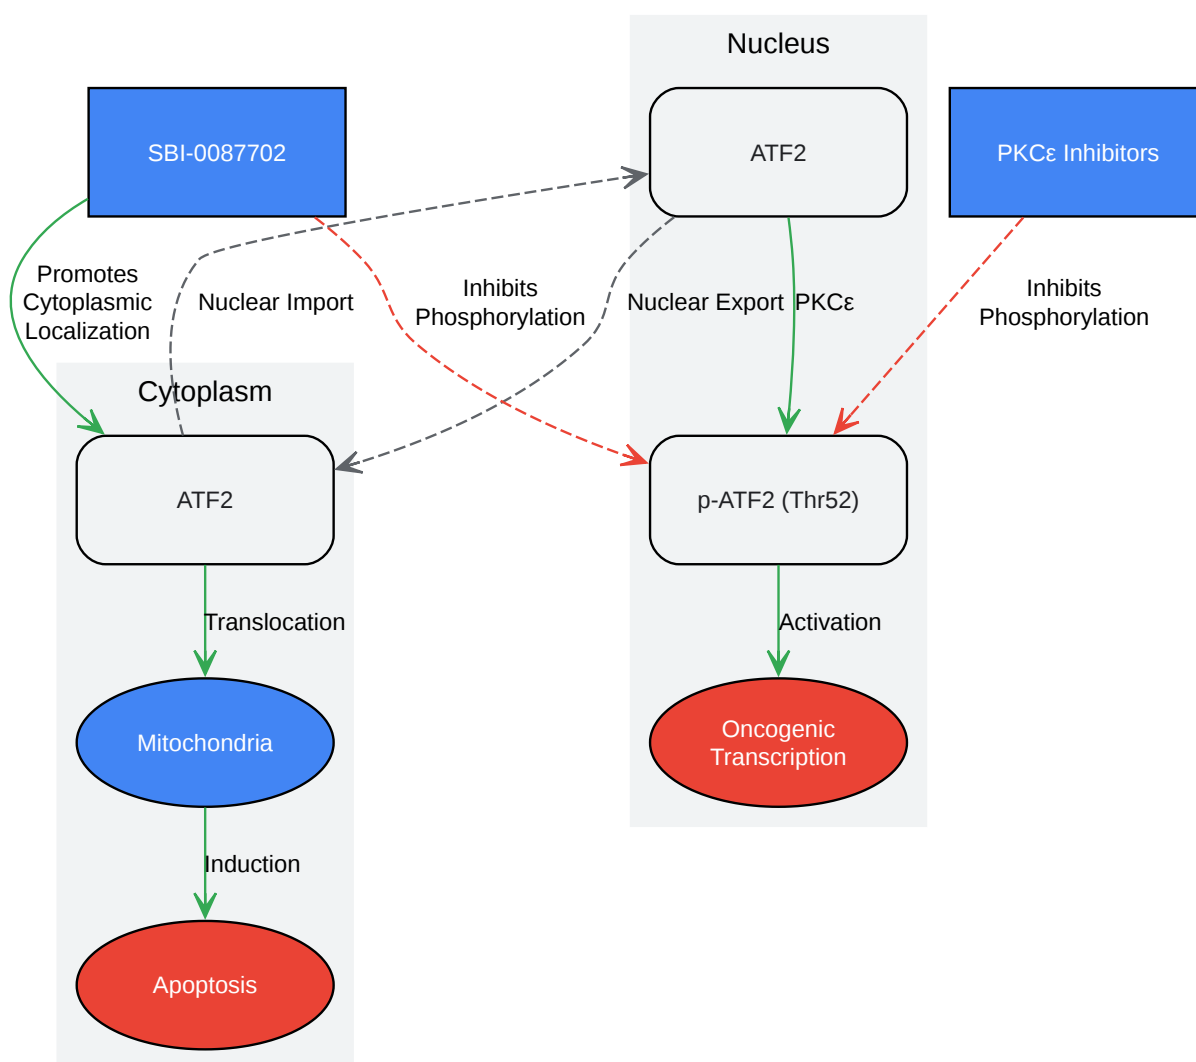 Nucleus
SBI-0087702
ATF2
PKCε Inhibitors
Promotes
Cytoplasmic
Localization
Nuclear Import
Inhibits
Phosphorylation
Nuclear Export
PKCε
Inhibits
Phosphorylation
Cytoplasm
ATF2
p-ATF2 (Thr52)
Translocation
Activation
Mitochondria
Oncogenic
Transcription
Induction
Apoptosis